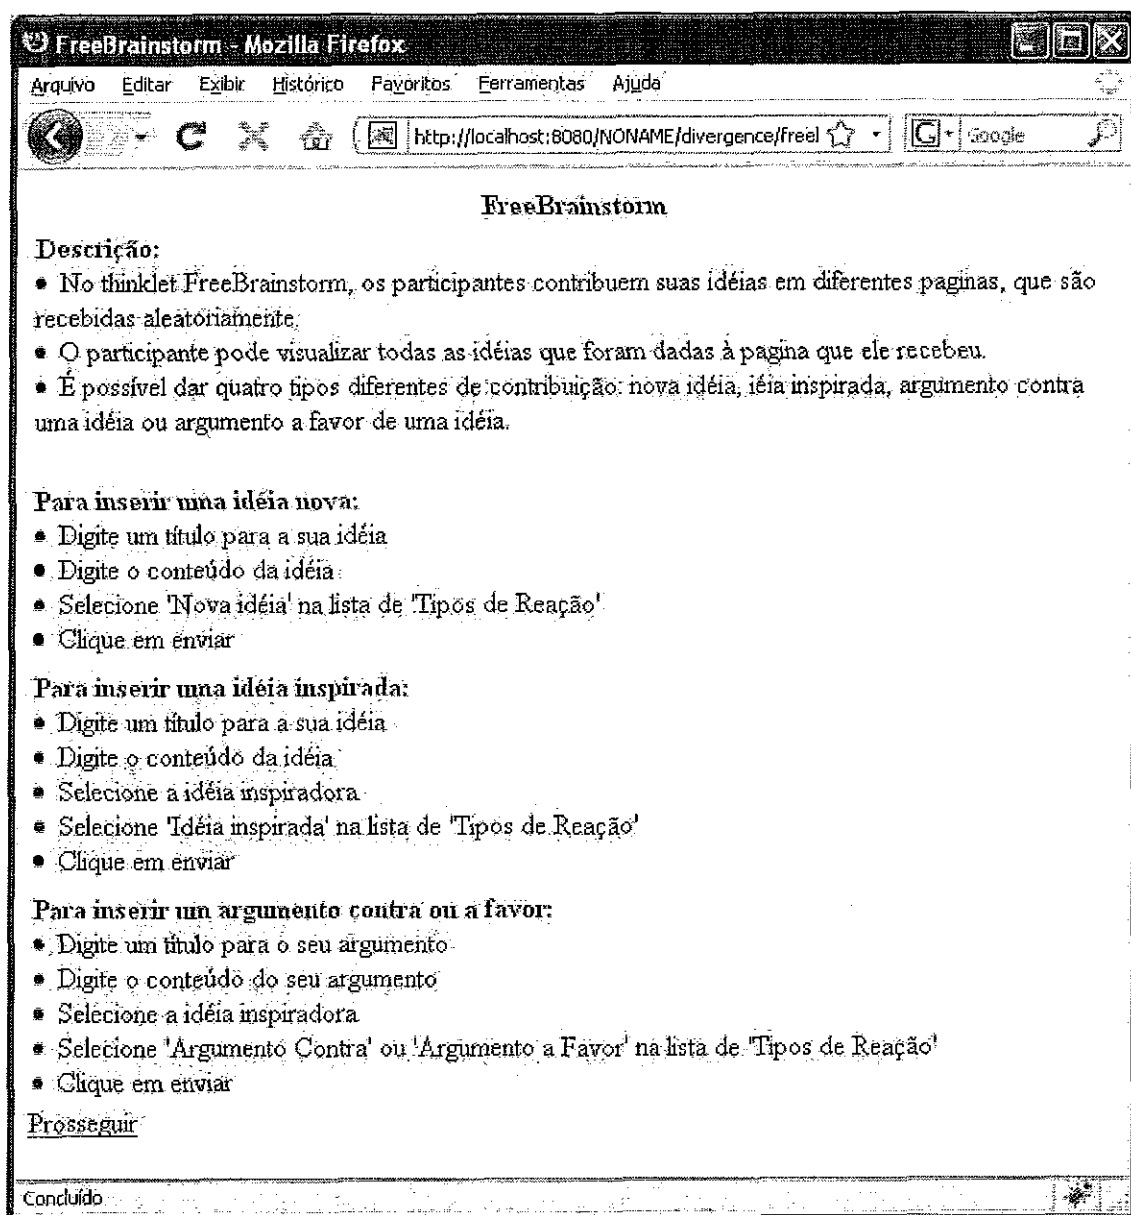 FreeBrainstorm - Mozilla Firefox
Arquivo Editar Exibir Histórico Favoritos Ferramentas Ajuda
http://localhost:8080/NONAME/divergence/freel G Google
FreeBrainstorm
Descrição:
• No thinklet FreeBrainstorm, os participantes contribuem suas idéias em diferentes paginas, que são
recebidas aleatoriamente.
• O participante pode visualizar todas as idéias que foram dadas à pagina que ele recebeu.
• É possível dar quatro tipos diferentes de contribuição: nova idéia, iéia inspirada, argumento contra
uma idéia ou argumento a favor de uma idéia.
Para inserir uma idéia nova:
• Digite um título para a sua idéia
• Digite o conteúdo da idéia
• Selecione 'Nova idéia' na lista de 'Tipos de Reação'
• Clique em enviar
Para inserir uma idéia inspirada:
• Digite um título para a sua idéia
• Digite o conteúdo da idéia
• Selecione a idéia inspiradora
• Selecione 'Idéia inspirada' na lista de 'Tipos de Reação'
• Clique em enviar
Para inserir um argumento contra ou a favor:
• Digite um título para o seu argumento
• Digite o conteúdo do seu argumento
• Selecione a idéia inspiradora
• Selecione 'Argumento Contra' ou 'Argumento a Favor' na lista de 'Tipos de Reação'
• Clique em enviar
Prosseguir
Concluído